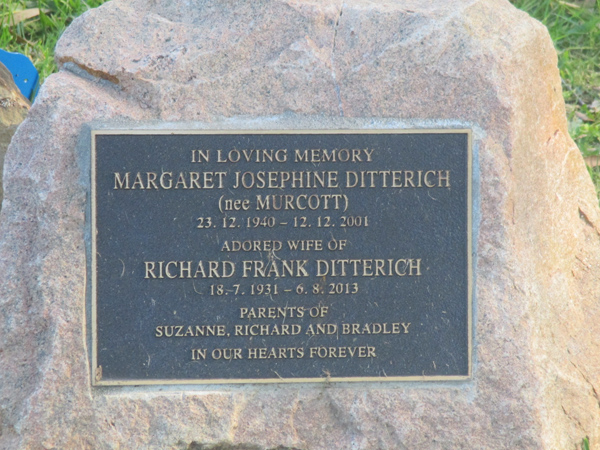 IN LOVING MEMORY
MARGARET JOSEPHINE DITTERICH
(nee MURCOTT)
23. 12. 1940 – 12. 12. 2001
ADORED WIFE OF
RICHARD FRANK DITTERICH
18. 7. 1931 – 6. 8. 2013
PARENTS OF
SUZANNE, RICHARD AND BRADLEY
IN OUR HEARTS FOREVER